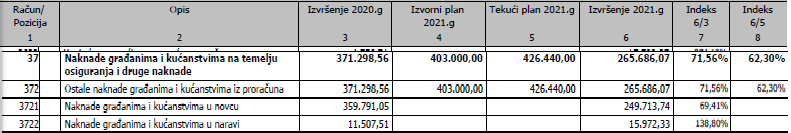 Račun/ Pozicija Opis Izvršenje 2020.g Izvorni plan 2021.g Tekući plan 2021.g Izvršenje 2021.g Indeks 6/3 Indeks 6/5
1 2 3 4 5 6 7 8
37 Naknade građanima i kućanstvima na temelju osiguranja i druge naknade 371.298,56 403.000,00 426.440,00 265.686,07 71,56% 62,30%
372 Ostale naknade građanima i kućanstvima iz proračuna 371.298,56 403.000,00 426.440,00 265.686,07 71,56% 62,30%
3721 Naknade građanima i kućanstvima u novcu 359.791,05 249.713,74 69,41%
3722 Naknade građanima i kućanstvima u naravi 11.507,51 15.972,33 138,80%